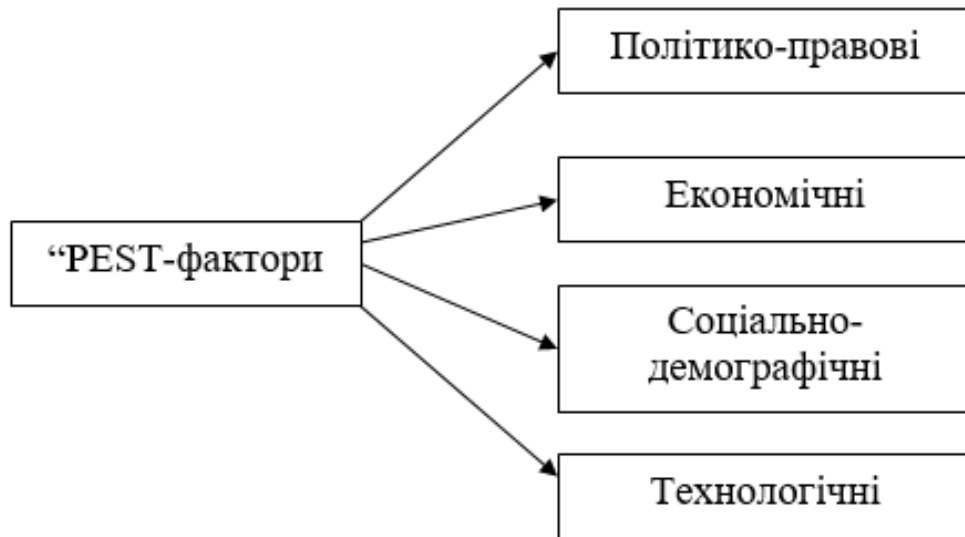 Політико-правові
Економічні
“PEST-фактори
Соціально-
демографічні
Технологічні